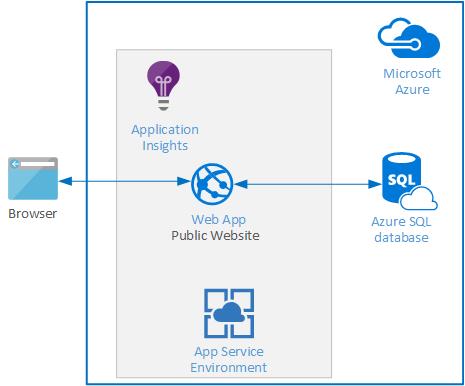 Microsoft
Azure
Application
Insights
SQL
Browser
Web App
Public Website
Azure SQL
database
App Service
Environment